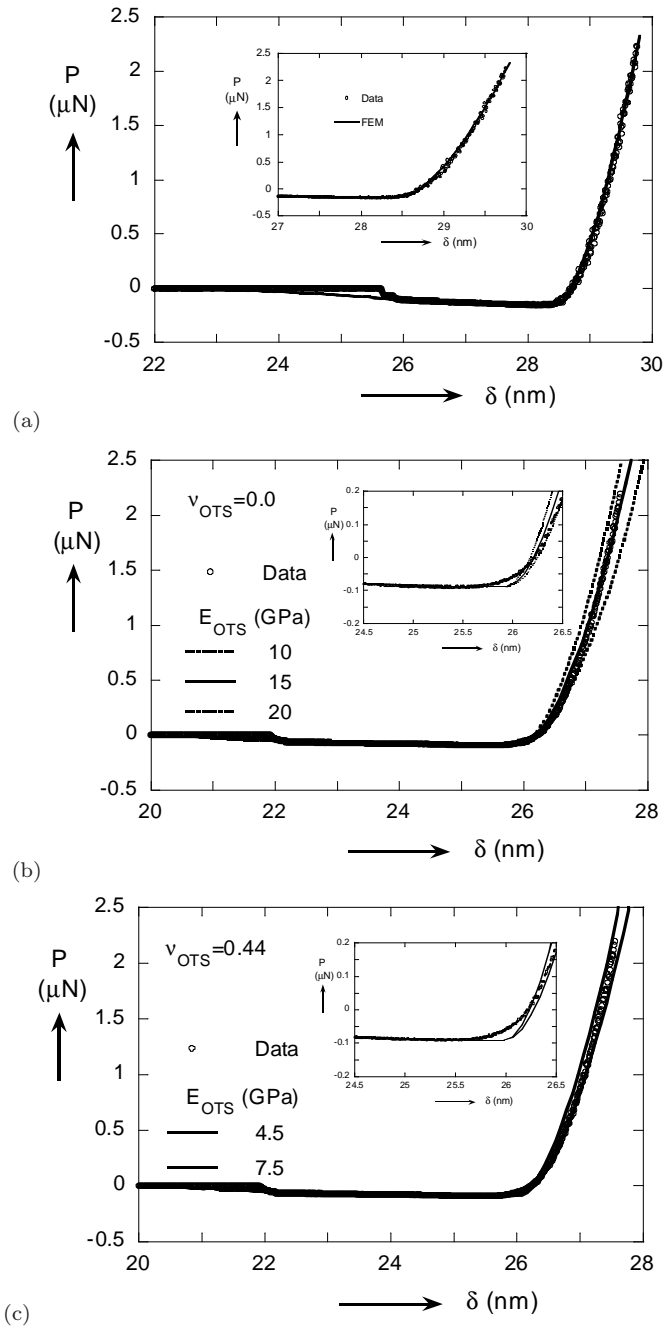 2.5
P
(μN)
2
1.5
1
0.5
0
-0.5
22
24
26
28
30
δ (nm)
2.5
P
(μN)
2
1.5
1
0.5
0
-0.5
Data
FEM
27
28
29
30
δ (nm)
(a)
2.5
P
(μN)
2
1.5
1
0.5
0
-0.5
νOTS=0.0
Data
EOTS (GPa)
10
15
20
0.2
P
(μN)
0.1
0
-0.1
-0.2
24.5
25
25.5
26
26.5
δ (nm)
20
22
24
26
28
δ (nm)
(b)
2.5
P
(μN)
2
1.5
1
0.5
0
-0.5
νOTS=0.44
Data
EOTS (GPa)
4.5
7.5
0.2
P
(μN)
0.1
0
-0.1
-0.2
24.5
25
25.5
26
26.5
δ (nm)
20
22
24
26
28
δ (nm)
(c)